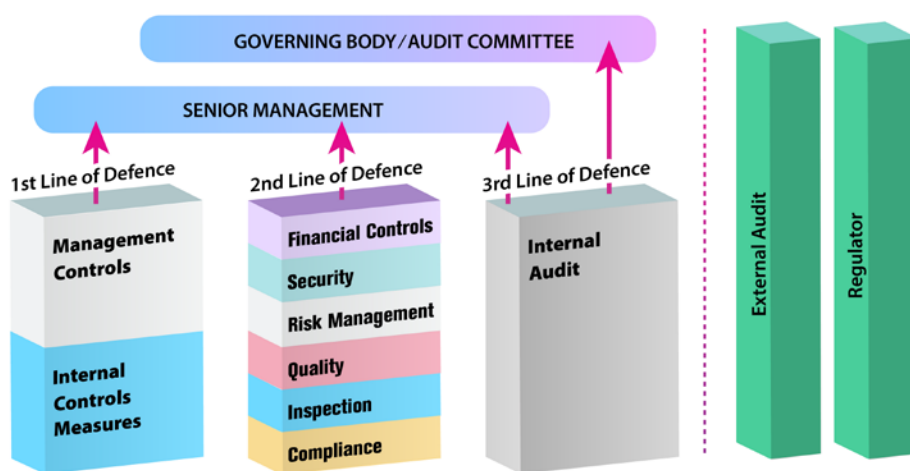 GOVERNING BODY/AUDIT COMMITTEE
SENIOR MANAGEMENT
1st Line of Defence
Management
Controls
Internal
Controls
Measures
2nd Line of Defence
Financial Controls
Security
Risk Management
Quality
Inspection
Compliance
3rd Line of Defence
Internal
Audit
External Audit
Regulator